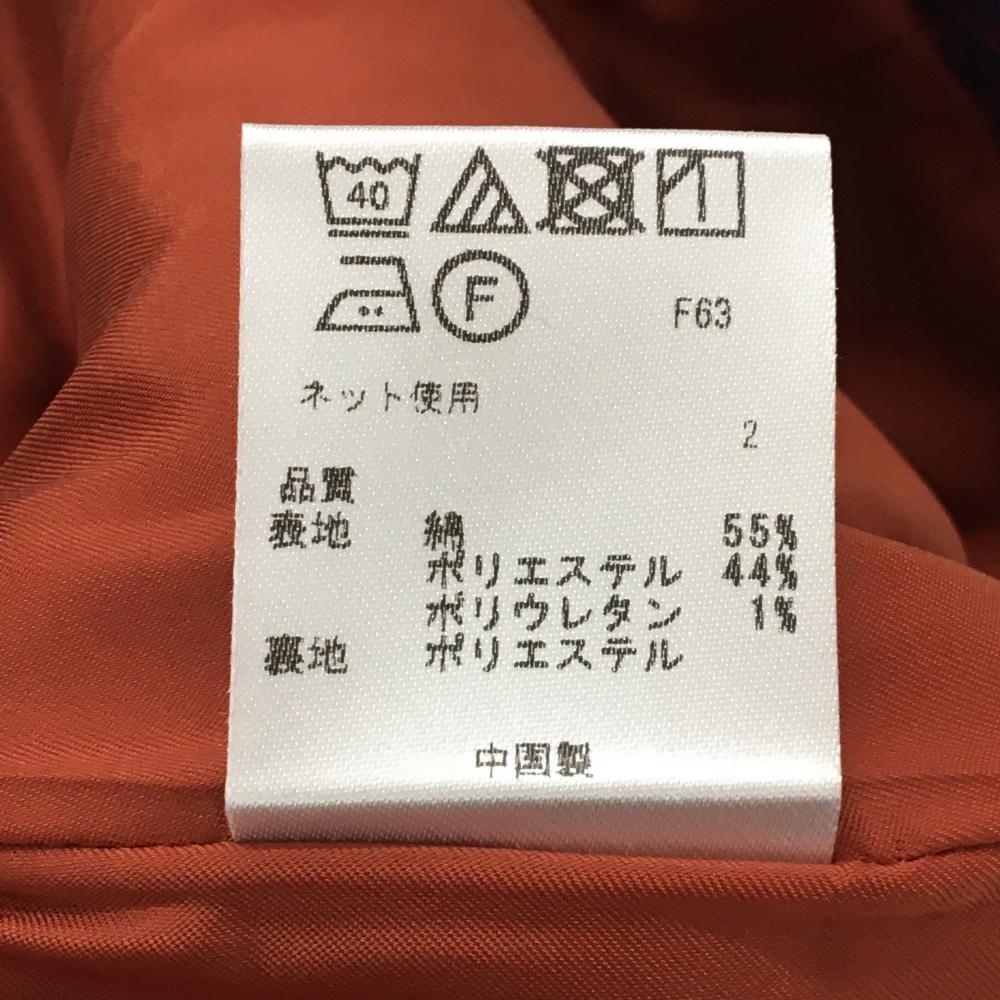 40
F F63
ネット使用
2
品質
表地 綿 55%
ポリエステル 44%
ポリウレタン 1%
裏地 ポリエステル
中国製